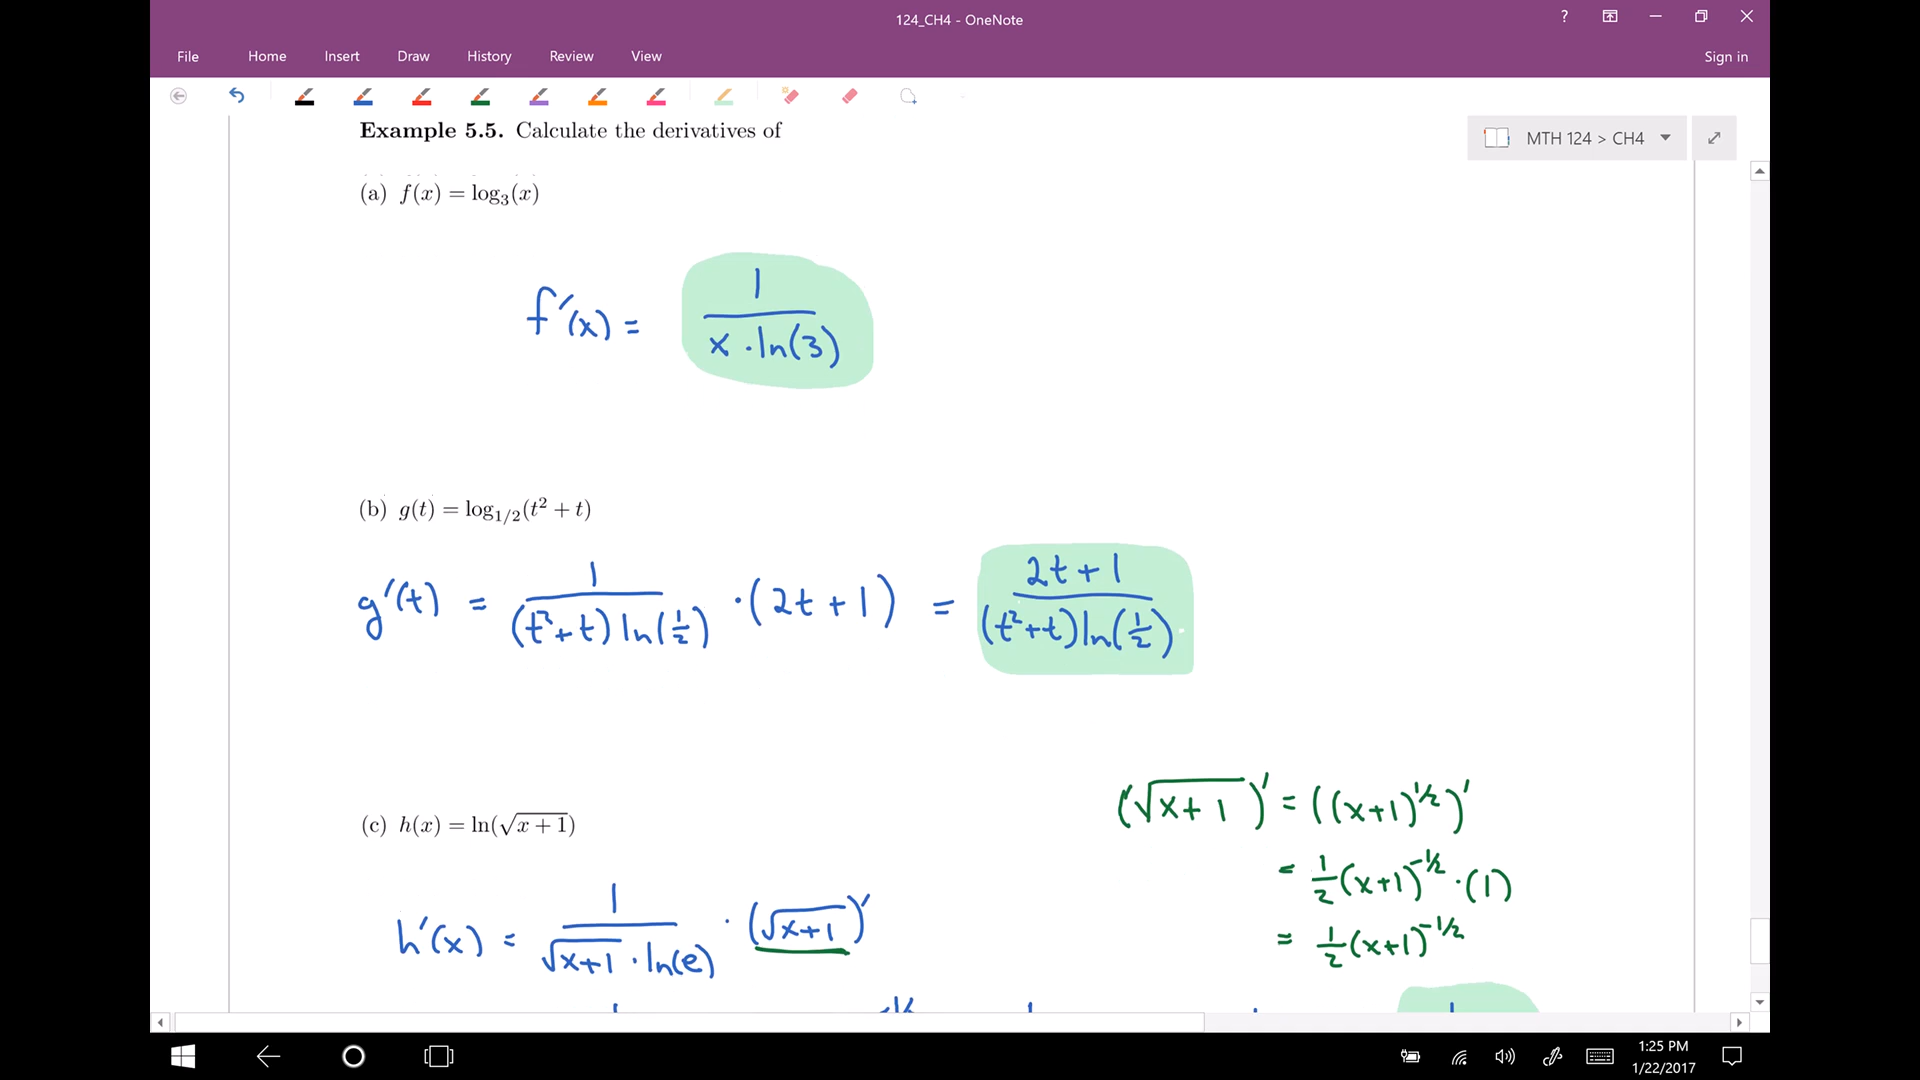 124_CH4 - OneNote
File Home Insert Draw History Review View Sign in
MTH 124 > CH4
Example 5.5. Calculate the derivatives of
(a) f(x) = log₃(x)
f′(x) = 1 / (x · ln(3))
(b) g(t) = log₁/₂(t² + t)
g′(t) = 1 / ((t²+t) ln(½)) · (2t+1) = (2t+1) / ((t²+t) ln(½))
(c) h(x) = ln(√(x+1))
h′(x) = 1 / (√(x+1) · ln(e)) · (√(x+1))′
(√(x+1))′ = ((x+1)^1/2)′
= ½(x+1)^-1/2 · (1)
= ½(x+1)^-1/2
1:25 PM
1/22/2017